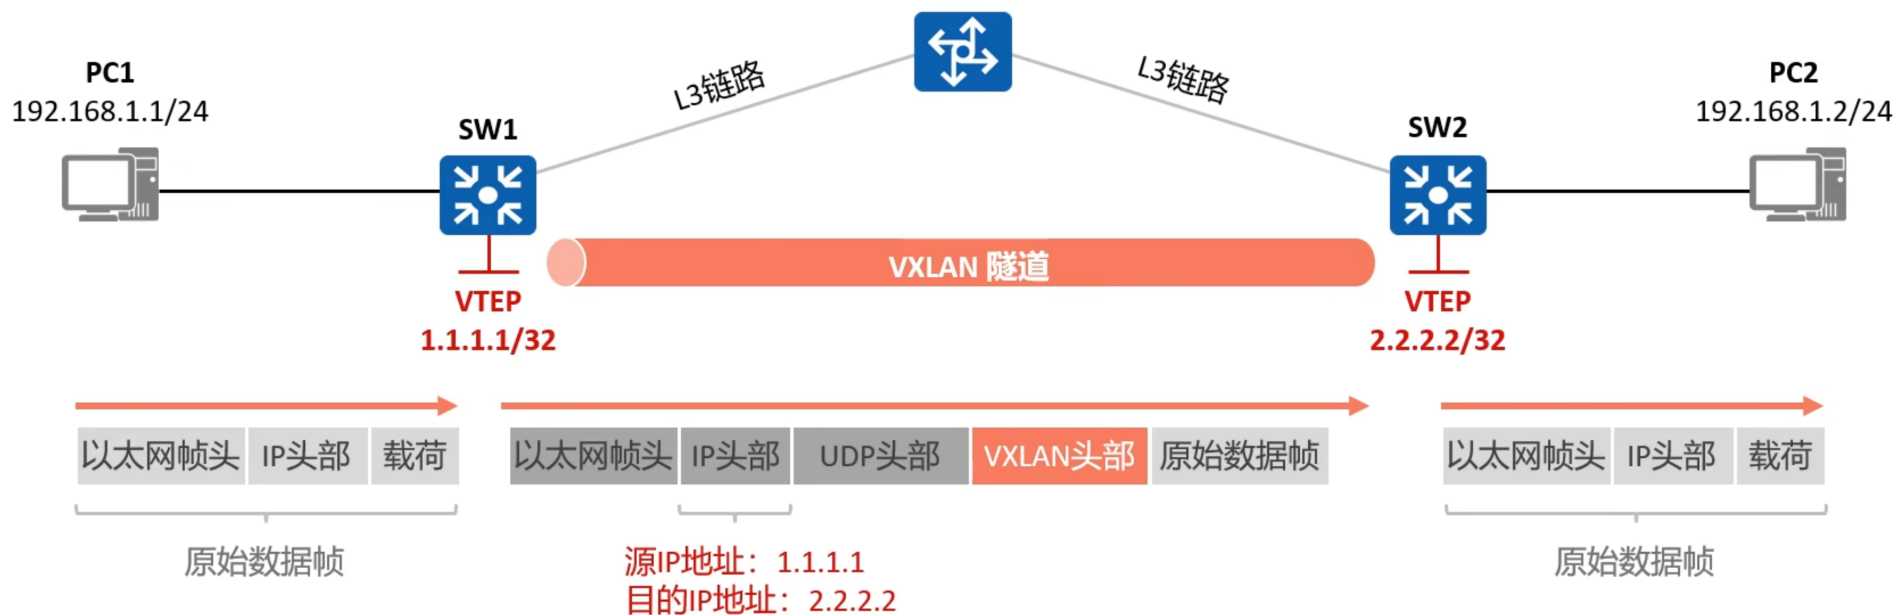 PC1
192.168.1.1/24
SW1
L3链路
L3链路
SW2
PC2
192.168.1.2/24
VXLAN 隧道
VTEP
1.1.1.1/32
VTEP
2.2.2.2/32
以太网帧头 IP头部 载荷
以太网帧头 IP头部 UDP头部 VXLAN头部 原始数据帧
以太网帧头 IP头部 载荷
原始数据帧
源IP地址：1.1.1.1
目的IP地址：2.2.2.2
原始数据帧